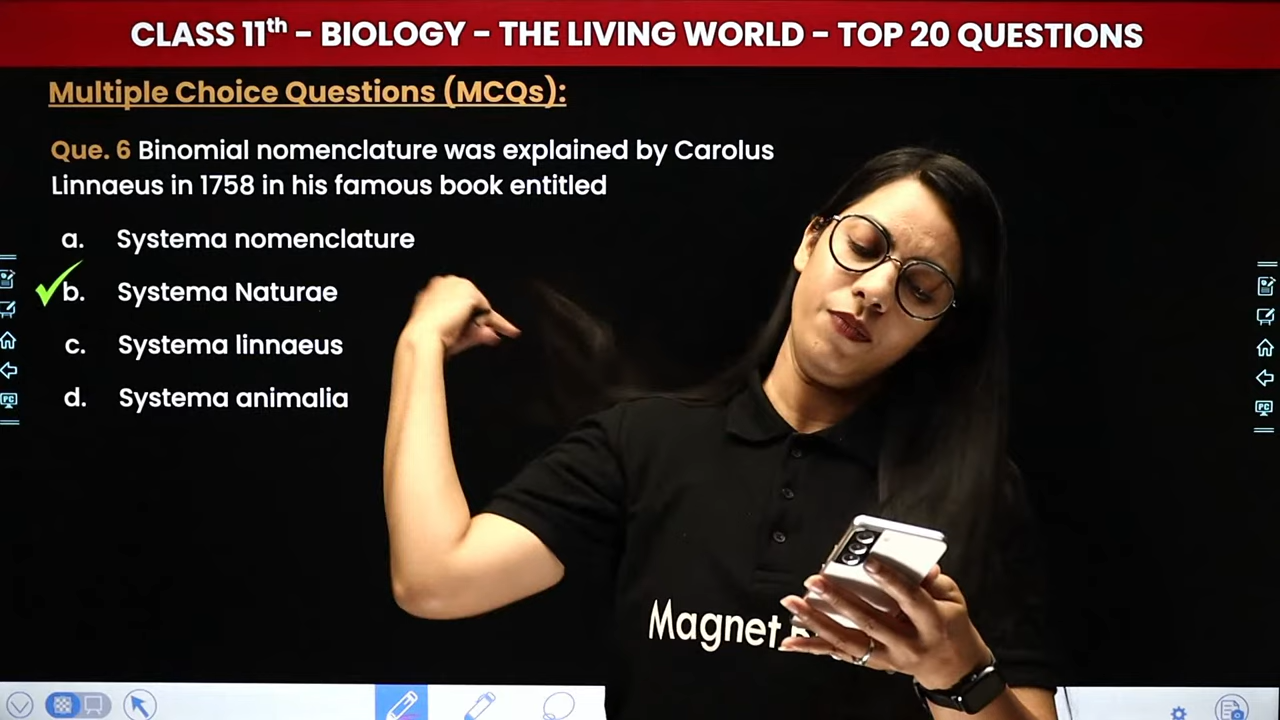 CLASS 11th - BIOLOGY - THE LIVING WORLD - TOP 20 QUESTIONS
Multiple Choice Questions (MCQs):
Que. 6 Binomial nomenclature was explained by Carolus
Linnaeus in 1758 in his famous book entitled
a. Systema nomenclature
b. Systema Naturae
c. Systema linnaeus
d. Systema animalia
Magnet
PC
PC